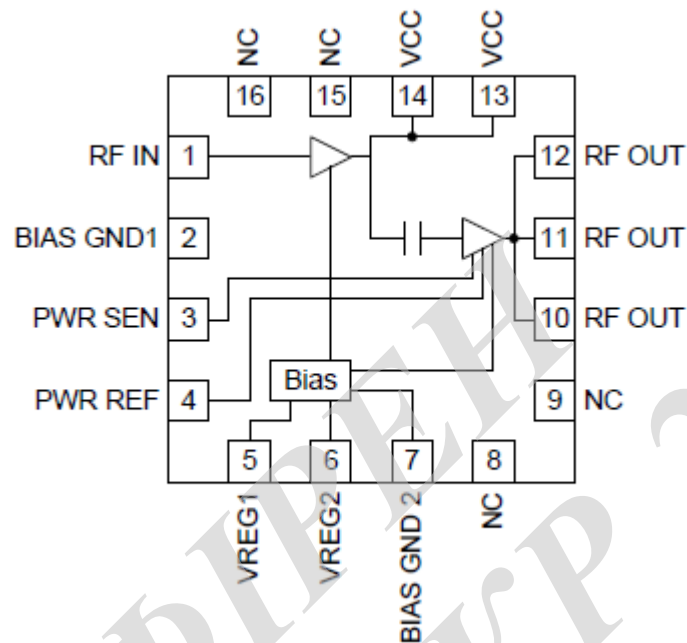 NC
NC
VCC
VCC
16
15
14
13
RF IN
1
12
RF OUT
BIAS GND1
2
11
RF OUT
PWR SEN
3
10
RF OUT
Bias
PWR REF
4
9
NC
5
6
7
8
VREG1
VREG2
BIAS GND 2
NC